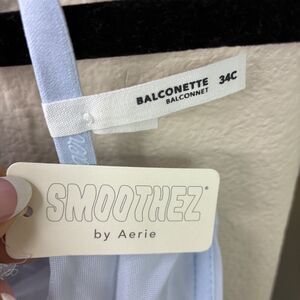 BALCONETTE 34C
BALCONNET
SMOOTHEZ®
by Aerie